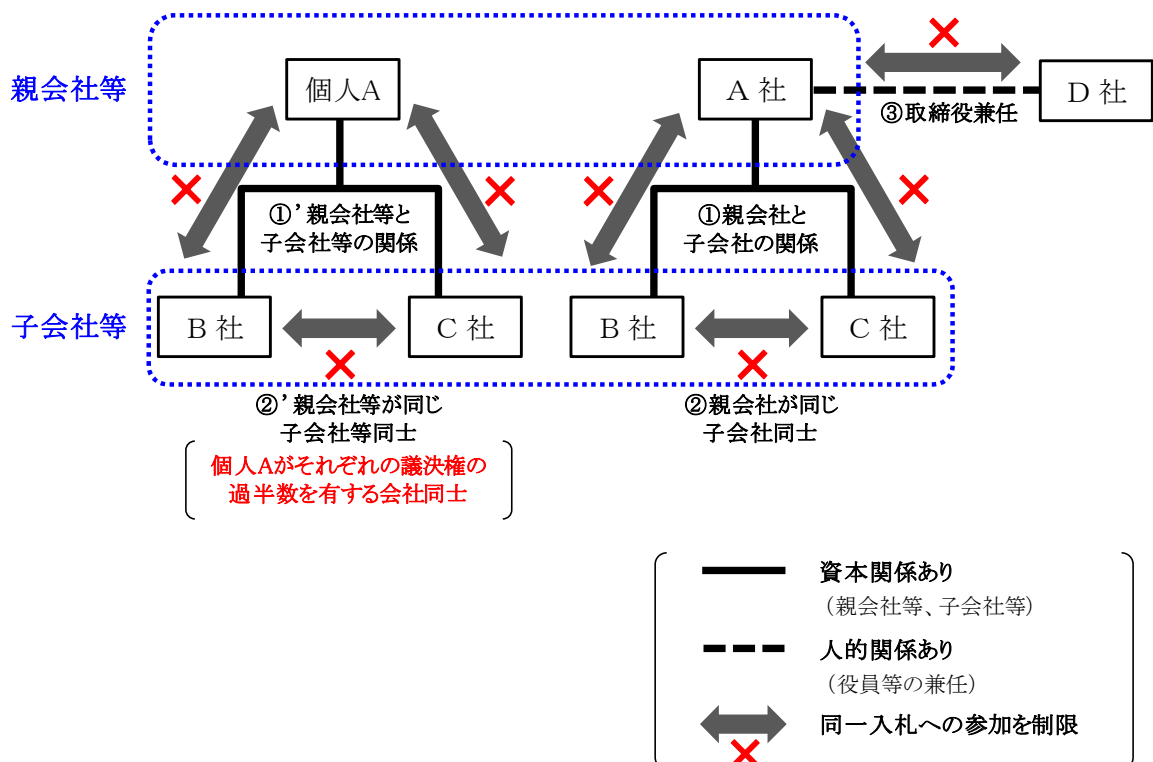 親会社等
個人A
A 社
D 社
③取締役兼任
①’親会社等と
子会社等の関係
①親会社と
子会社の関係
子会社等
B 社
C 社
B 社
C 社
②’親会社等が同じ
子会社等同士
②親会社が同じ
子会社同士
個人Aがそれぞれの議決権の
過半数を有する会社同士
資本関係あり
（親会社等、子会社等）
人的関係あり
（役員等の兼任）
同一入札への参加を制限